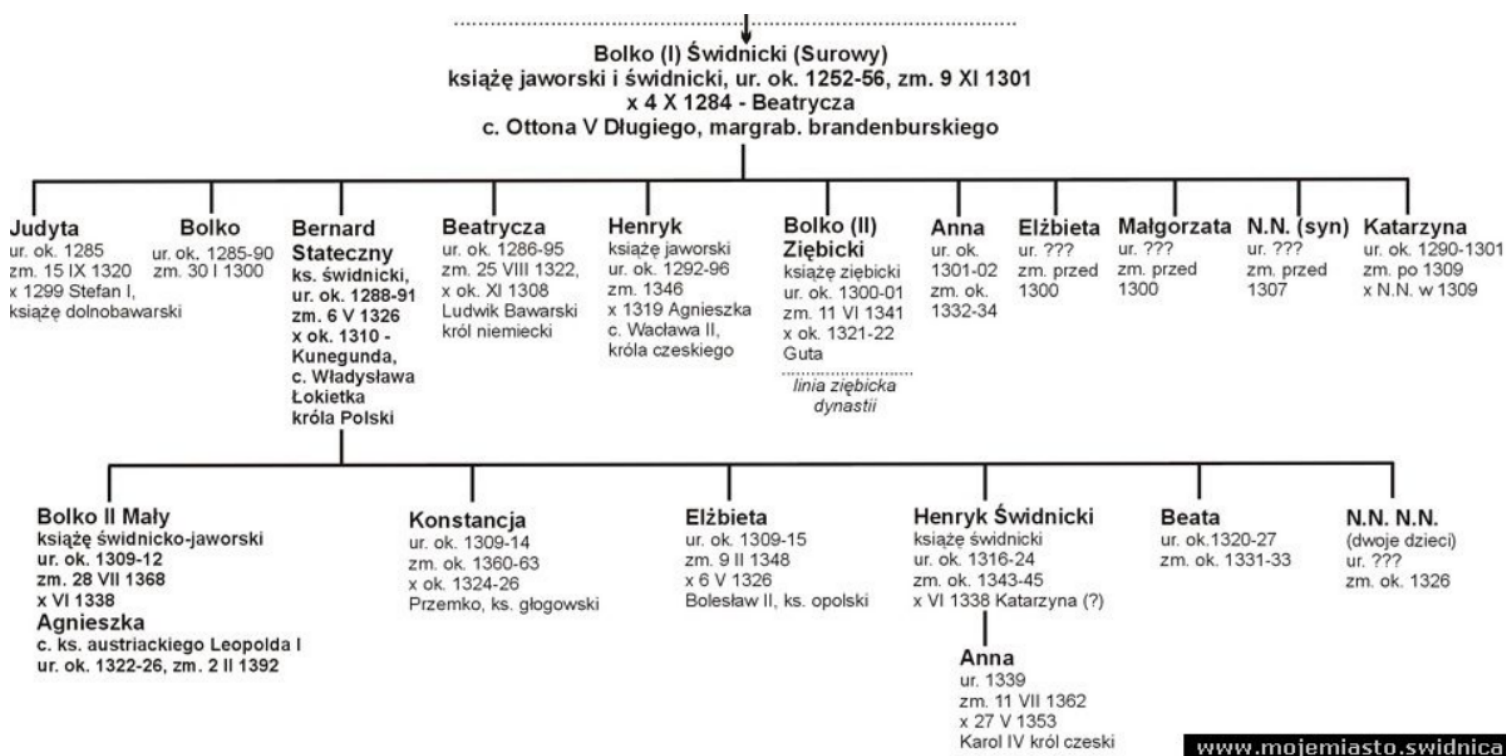 Bolko (I) Świdnicki (Surowy)
książę jaworski i świdnicki, ur. ok. 1252-56, zm. 9 XI 1301
x 4 X 1284 - Beatrycza
c. Ottona V Długiego, margrab. brandenburskiego
Judyta
ur. ok. 1285
zm. 15 IX 1320
x 1299 Stefan I,
książę dolnobawarski
Bolko
ur. ok. 1285-90
zm. 30 I 1300
Bernard
Stateczny
ks. świdnicki,
ur. ok. 1288-91
zm. 6 V 1326
x ok. 1310 -
Kunegunda,
c. Władysława
Łokietka
króla Polski
Beatrycza
ur. ok. 1286-95
zm. 25 VIII 1322,
x ok. XI 1308
Ludwik Bawarski
król niemiecki
Henryk
książę jaworski
ur. ok. 1292-96
zm. 1346
x 1319 Agnieszka
c. Wacława II,
króla czeskiego
Bolko (II)
Ziębicki
książę ziębicki
ur. ok. 1300-01
zm. 11 VI 1341
x ok. 1321-22
Guta
linia ziębicka
dynastii
Anna
ur. ok.
1301-02
zm. ok.
1332-34
Elżbieta
ur. ???
zm. przed
1300
Małgorzata
ur. ???
zm. przed
1300
N.N. (syn)
ur. ???
zm. przed
1307
Katarzyna
ur. ok. 1290-1301
zm. po 1309
x N.N. w 1309
Bolko II Mały
książę świdnicko-jaworski
ur. ok. 1309-12
zm. 28 VII 1368
x VI 1338
Agnieszka
c. ks. austriackiego Leopolda I
ur. ok. 1322-26, zm. 2 II 1392
Konstancja
ur. ok. 1309-14
zm. ok. 1360-63
x ok. 1324-26
Przemko, ks. głogowski
Elżbieta
ur. ok. 1309-15
zm. 9 II 1348
x 6 V 1326
Bolesław II, ks. opolski
Henryk Świdnicki
książę świdnicki
ur. ok. 1316-24
zm. ok. 1343-45
x VI 1338 Katarzyna (?)
Anna
ur. 1339
zm. 11 VII 1362
x 27 V 1353
Karol IV król czeski
Beata
ur. ok.1320-27
zm. ok. 1331-33
N.N. N.N.
(dwoje dzieci)
ur. ???
zm. ok. 1326
www.mojemiasto.swidnica